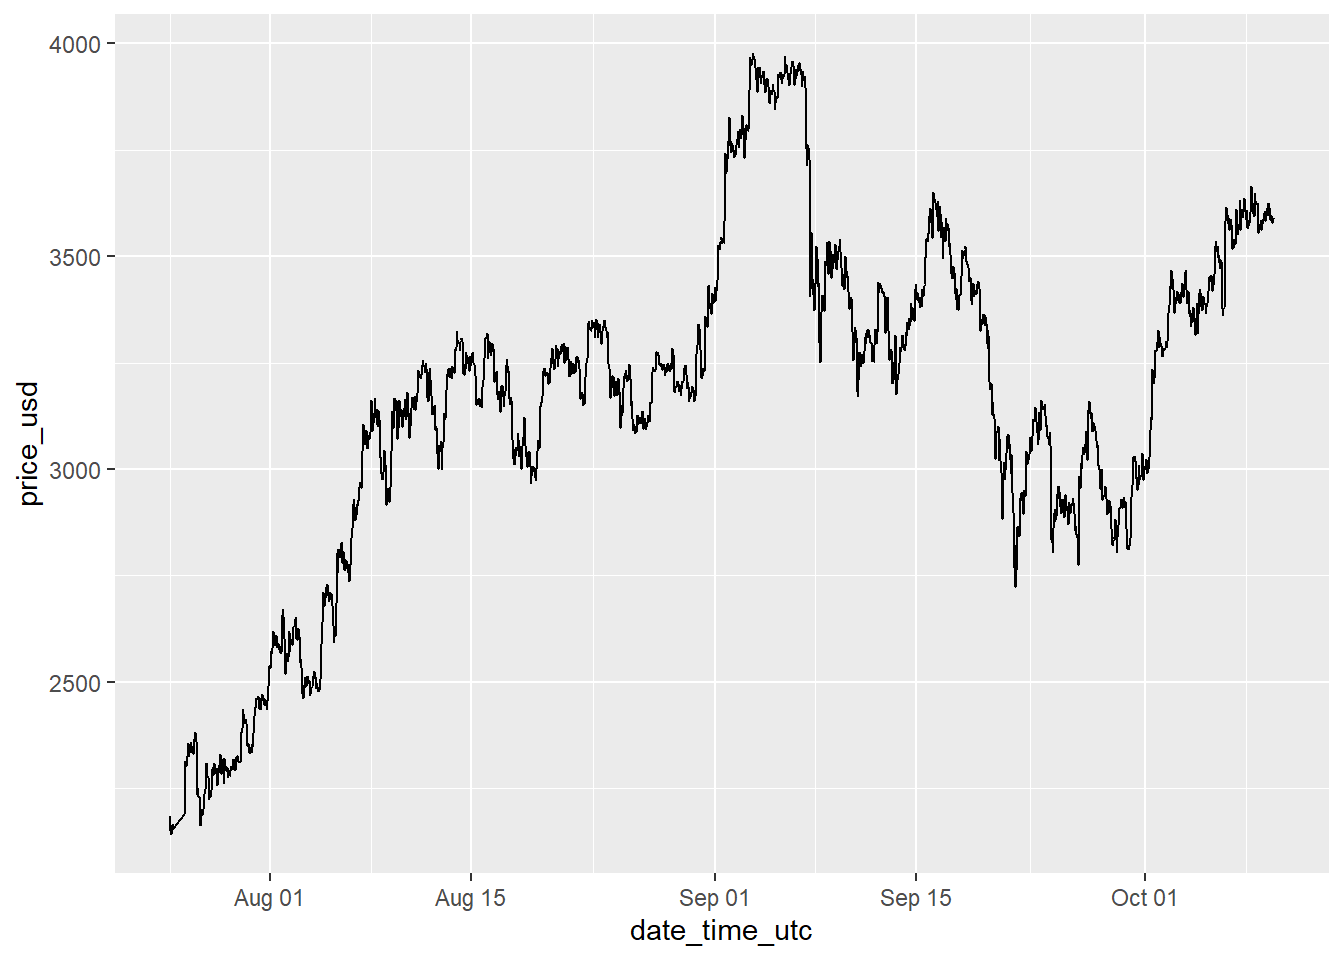 4000
3500
3000
2500
price_usd
Aug 01
Aug 15
Sep 01
Sep 15
Oct 01
date_time_utc